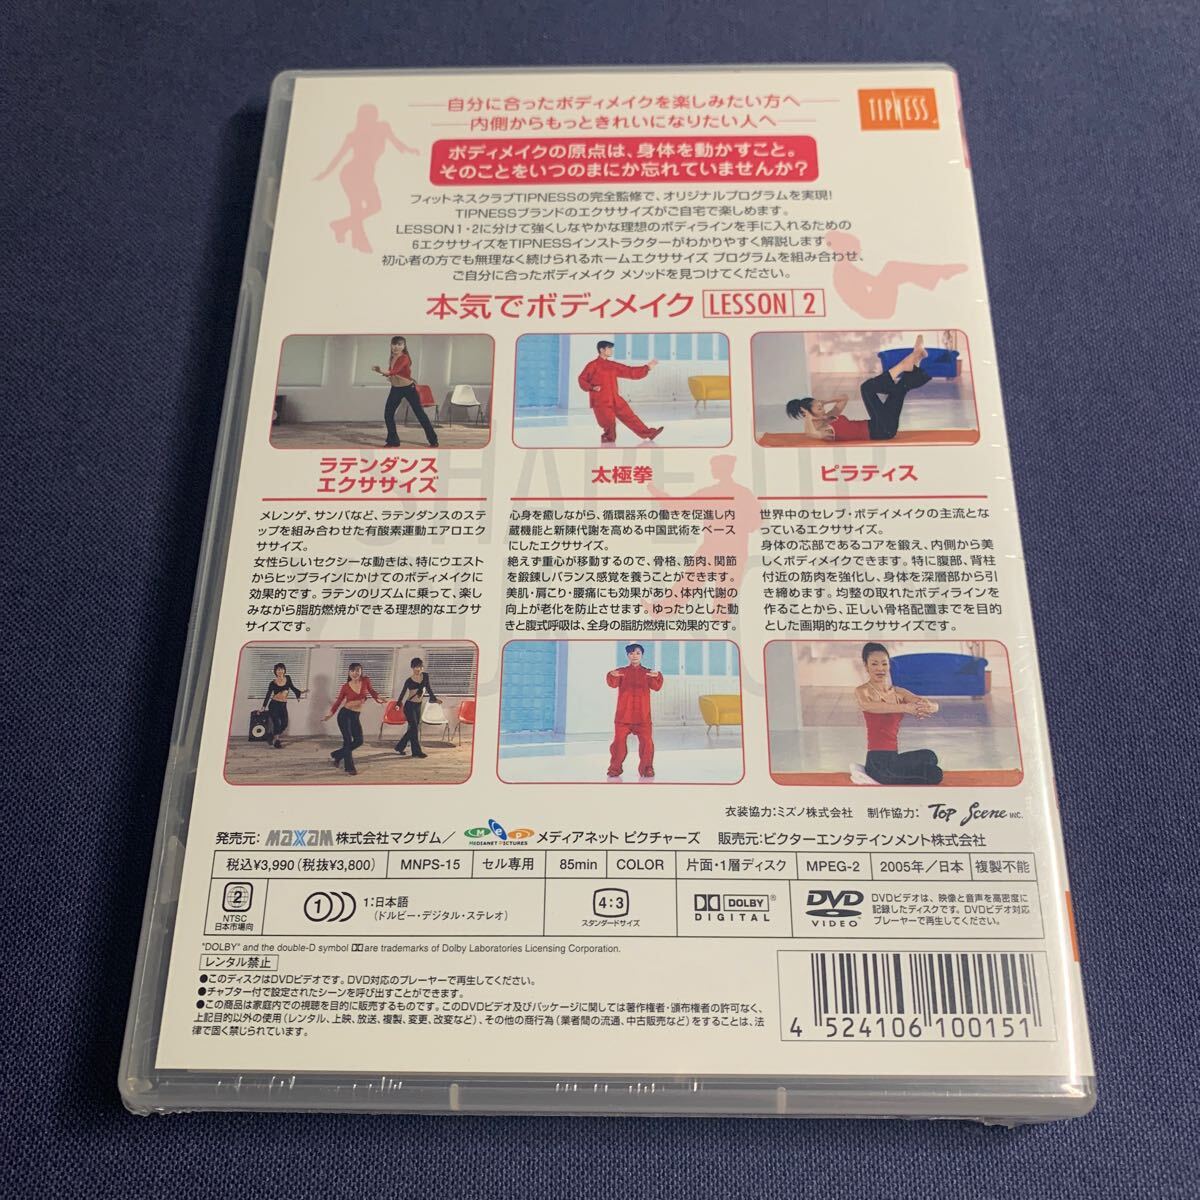 自分に合ったボディメイクを楽しみたい方へ
内側からもっときれいになりたい人へ
TIPNESS
ボディメイクの原点は、身体を動かすこと。
そのことをいつのまにか忘れていませんか？
フィットネスクラブTIPNESSの完全監修で、オリジナルプログラムを実現!
TIPNESSブランドのエクササイズがご自宅で楽しめます。
LESSON1・2に分けて強くしなやかな理想のボディラインを手に入れるための
6エクササイズをTIPNESSインストラクターがわかりやすく解説します。
初心者の方でも無理なく続けられるホームエクササイズ プログラムを組み合わせ、
ご自分に合ったボディメイク メソッドを見つけてください。
本気でボディメイク LESSON 2
ラテンダンス
エクササイズ
メレンゲ、サンバなど、ラテンダンスのステ
ップを組み合わせた有酸素運動エアロエク
ササイズ。
女性らしいセクシーな動きは、特にウエスト
からヒップラインにかけてのボディメイクに
効果的です。ラテンのリズムに乗って、楽し
みながら脂肪燃焼ができる理想的なエクサ
サイズです。
太極拳
心身を癒しながら、循環器系の働きを促進し内
蔵機能と新陳代謝を高める中国武術をベース
にしたエクササイズ。
絶えず重心が移動するので、骨格、筋肉、関節
を鍛錬しバランス感覚を養うことができます。
美肌・肩こり・腰痛にも効果があり、体内代謝の
向上が老化を防止させます。ゆったりとした動
きと腹式呼吸は、全身の脂肪燃焼に効果的です。
ピラティス
世界中のセレブ・ボディメイクの主流とな
っているエクササイズ。
身体の芯部であるコアを鍛え、内側から美
しくボディメイクできます。特に腹部、背柱
付近の筋肉を強化し、身体を深層部から引
き締めます。均整の取れたボディラインを
作ることから、正しい骨格配置までを目的
とした画期的なエクササイズです。
衣装協力:ミズノ株式会社 制作協力: Top Scene INC.
発売元: MAXAM 株式会社マクザム／ MeP MEDIANET PICTURES メディアネット ピクチャーズ 販売元:ビクターエンタテインメント株式会社
税込¥3,990(税抜¥3,800) MNPS-15 セル専用 85min COLOR 片面・1層ディスク MPEG-2 2005年／日本 複製不能
2 NTSC 日本市場向
1 1:日本語
(ドルビー・デジタル・ステレオ)
4:3 スタンダードサイズ
DOLBY® DIGITAL
DVD VIDEO™
DVDビデオは、映像と音声を高密度に
記録したディスクです。DVDビデオ対応
プレーヤーで再生してください。
"DOLBY" and the double-D symbol are trademarks of Dolby Laboratories Licensing Corporation.
レンタル禁止
●このディスクはDVDビデオです。DVD対応のプレーヤーで再生してください。
●チャプター付で設定されたシーンを呼び出すことができます。
●この商品は家庭内での視聴を目的に販売するものです。このDVDビデオ及びパッケージに関しては著作権者・頒布権者の許可なく、
上記目的以外の使用(レンタル、上映、放送、複製、変更、改変など)、その他の商行為(業者間の流通、中古販売など)をすることは、法
律で固く禁じられています。
4 524106 100151